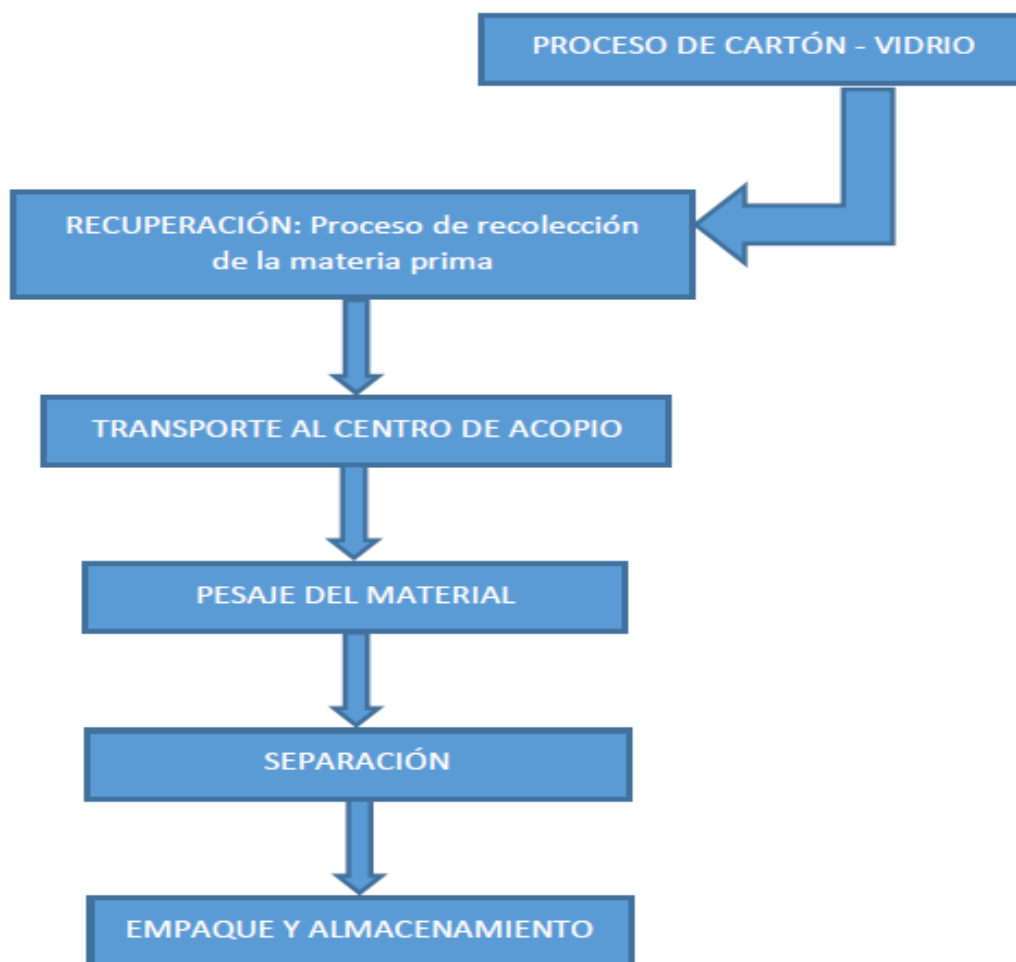 PROCESO DE CARTÓN - VIDRIO
RECUPERACIÓN: Proceso de recolección
de la materia prima
TRANSPORTE AL CENTRO DE ACOPIO
PESAJE DEL MATERIAL
SEPARACIÓN
EMPAQUE Y ALMACENAMIENTO